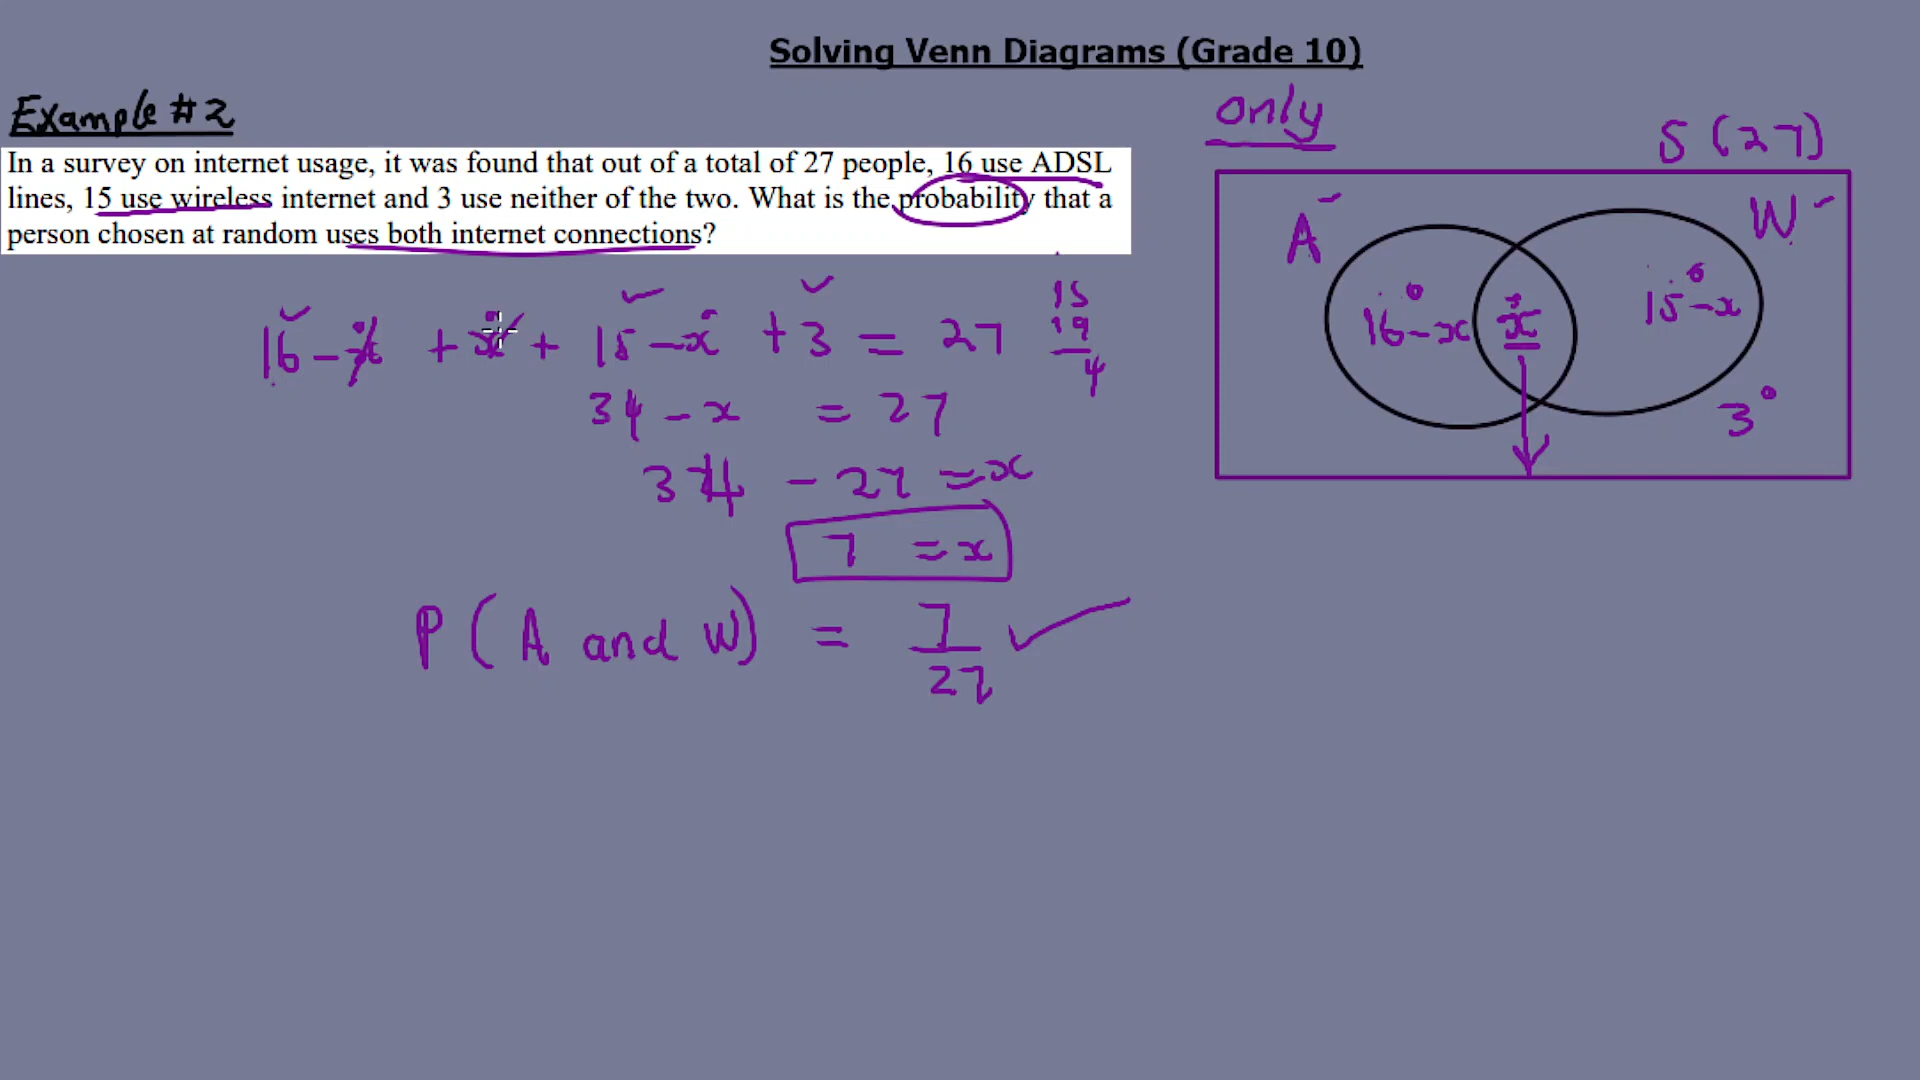 Solving Venn Diagrams (Grade 10)
Example #2
In a survey on internet usage, it was found that out of a total of 27 people, 16 use ADSL
lines, 15 use wireless internet and 3 use neither of the two. What is the probability that a
person chosen at random uses both internet connections?
only
S (27)
A
W
16-x
x
15-x
3
16-x + x + 15-x + 3 = 27
15
19
4
34-x = 27
34 - 27 = x
7 = x
P (A and W) = 7
27